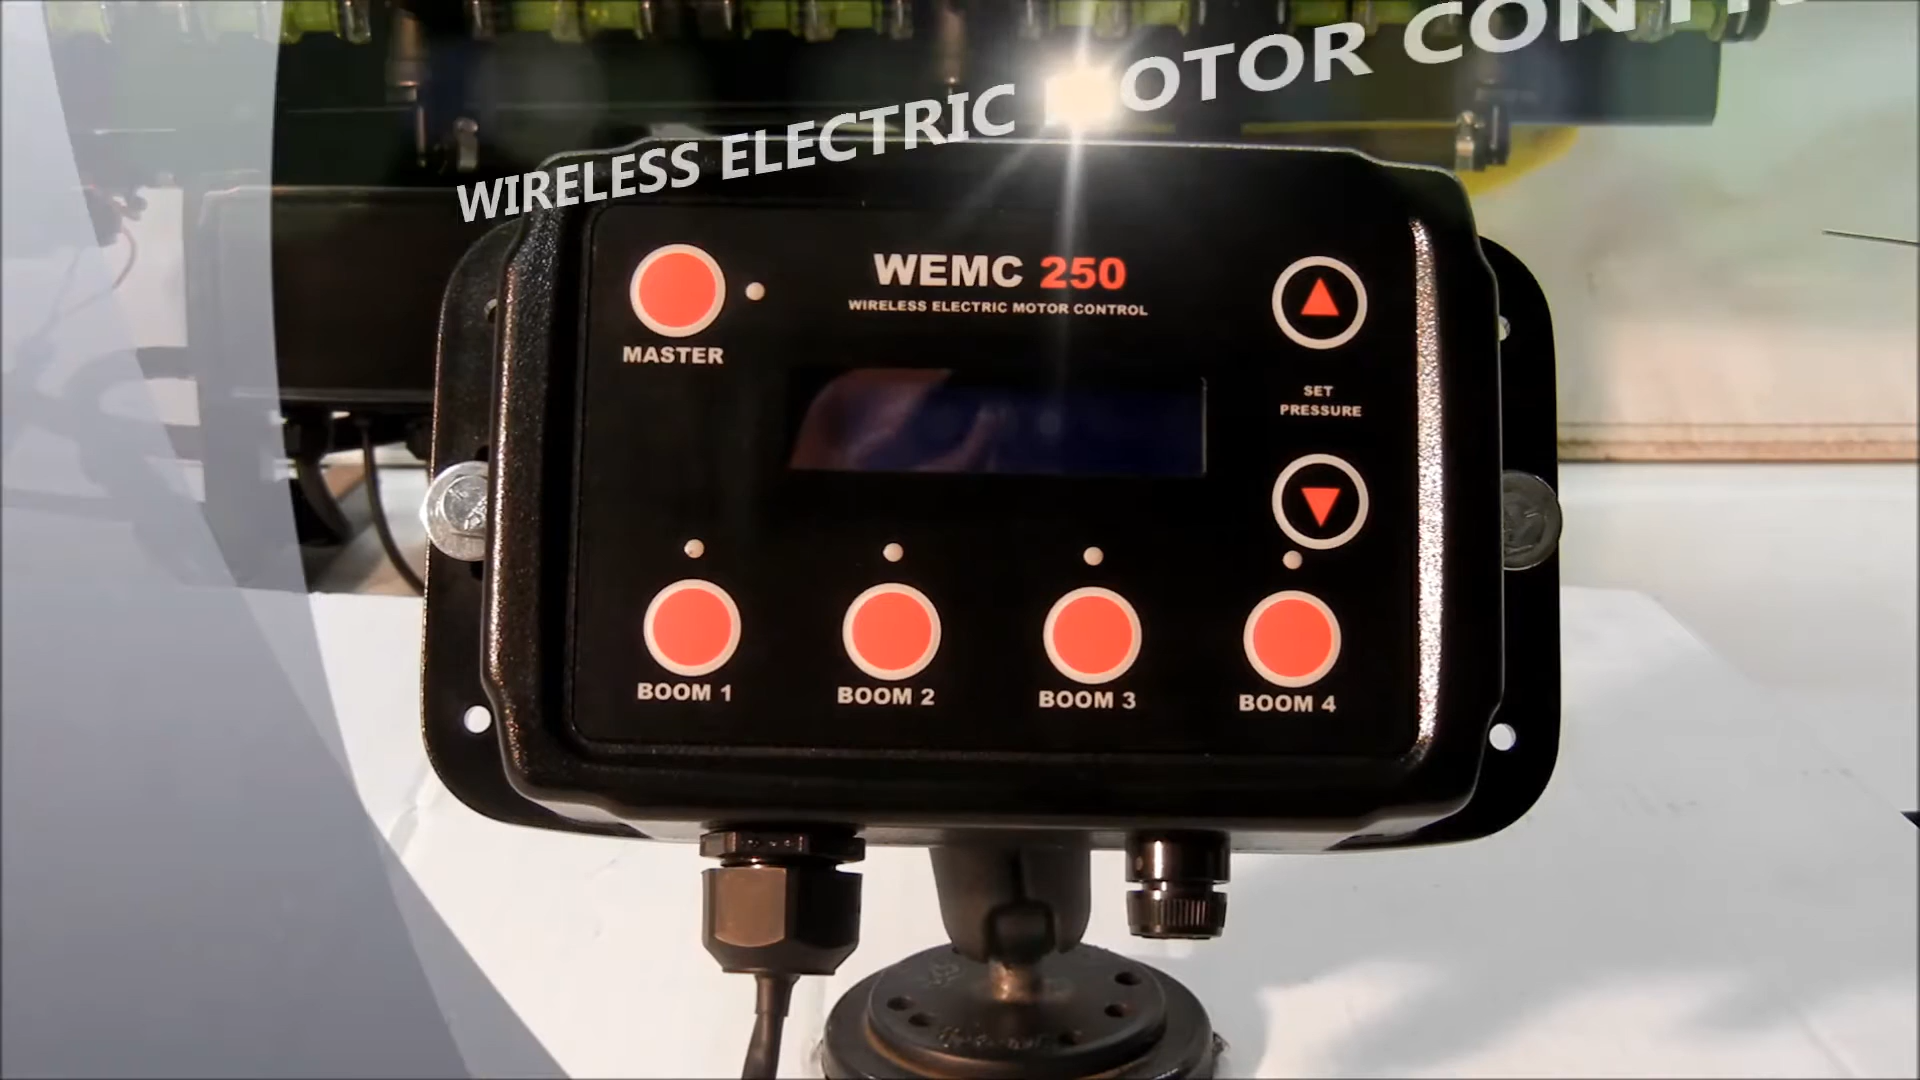 WIRELESS ELECTRIC OTOR CONT
WEMC 250
WIRELESS ELECTRIC MOTOR CONTROL
MASTER
SET
PRESSURE
BOOM 1
BOOM 2
BOOM 3
BOOM 4